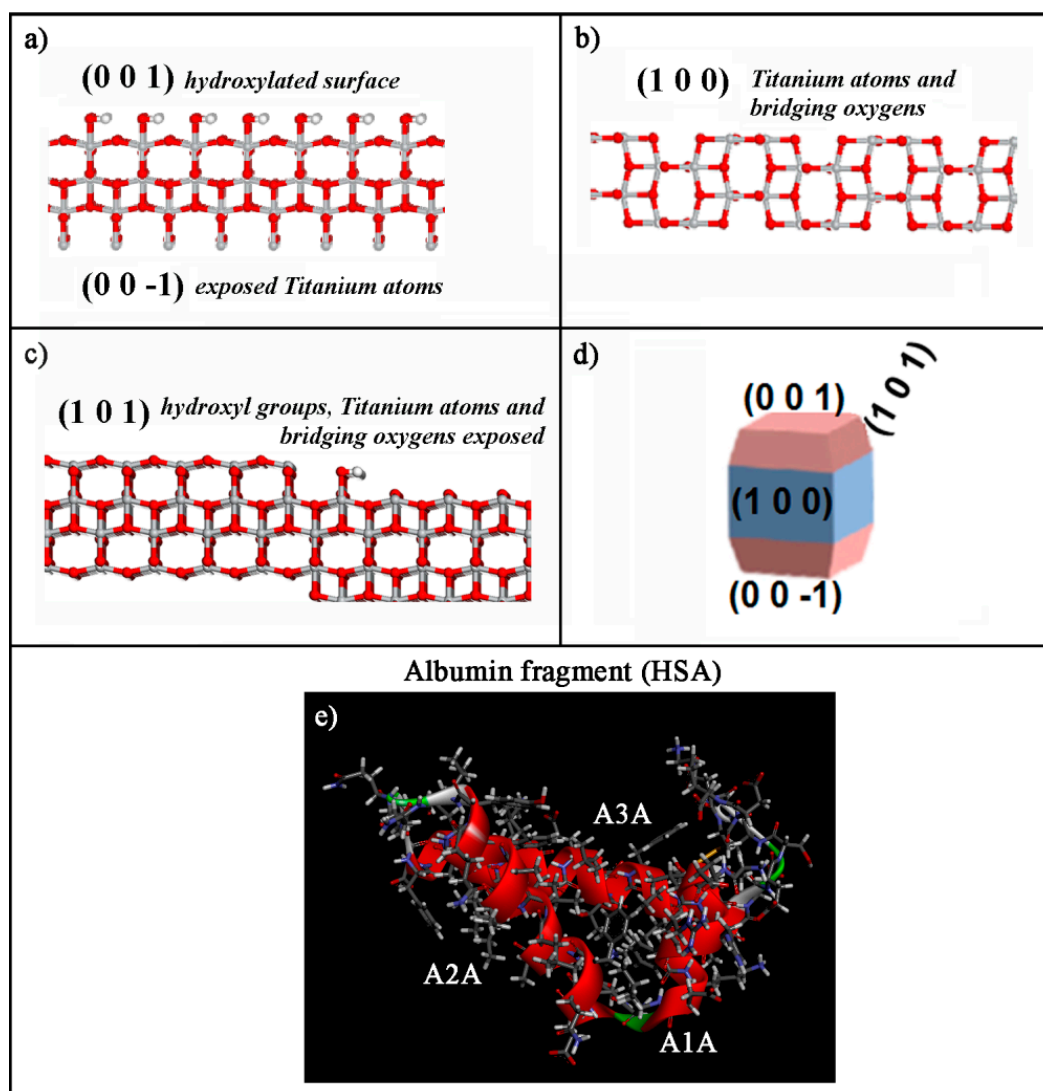 a)
(0 0 1) hydroxylated surface
(0 0 -1) exposed Titanium atoms
b)
(1 0 0) Titanium atoms and
bridging oxygens
c)
(1 0 1) hydroxyl groups, Titanium atoms and
bridging oxygens exposed
d)
(0 0 1)
(1 0 1)
(1 0 0)
(0 0 -1)
Albumin fragment (HSA)
e)
A3A
A2A
A1A